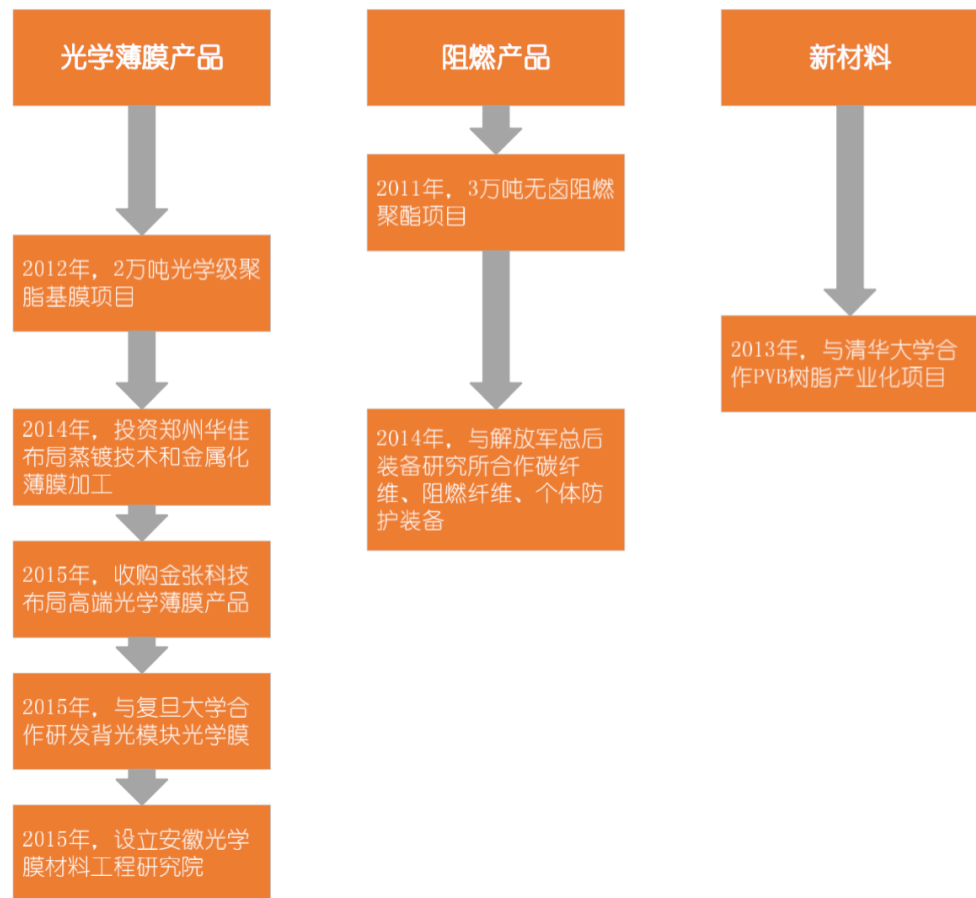 光学薄膜产品
2012年，2万吨光学级聚
脂基膜项目
2014年，投资郑州华佳
布局蒸镀技术和金属化
薄膜加工
2015年，收购金张科技
布局高端光学薄膜产品
2015年，与复旦大学合
作研发背光模块光学膜
2015年，设立安徽光学
膜材料工程研究院
阻燃产品
2011年，3万吨无卤阻燃
聚酯项目
2014年，与解放军总后
装备研究所合作碳纤
维、阻燃纤维、个体防
护装备
新材料
2013年，与清华大学合
作PVB树脂产业化项目